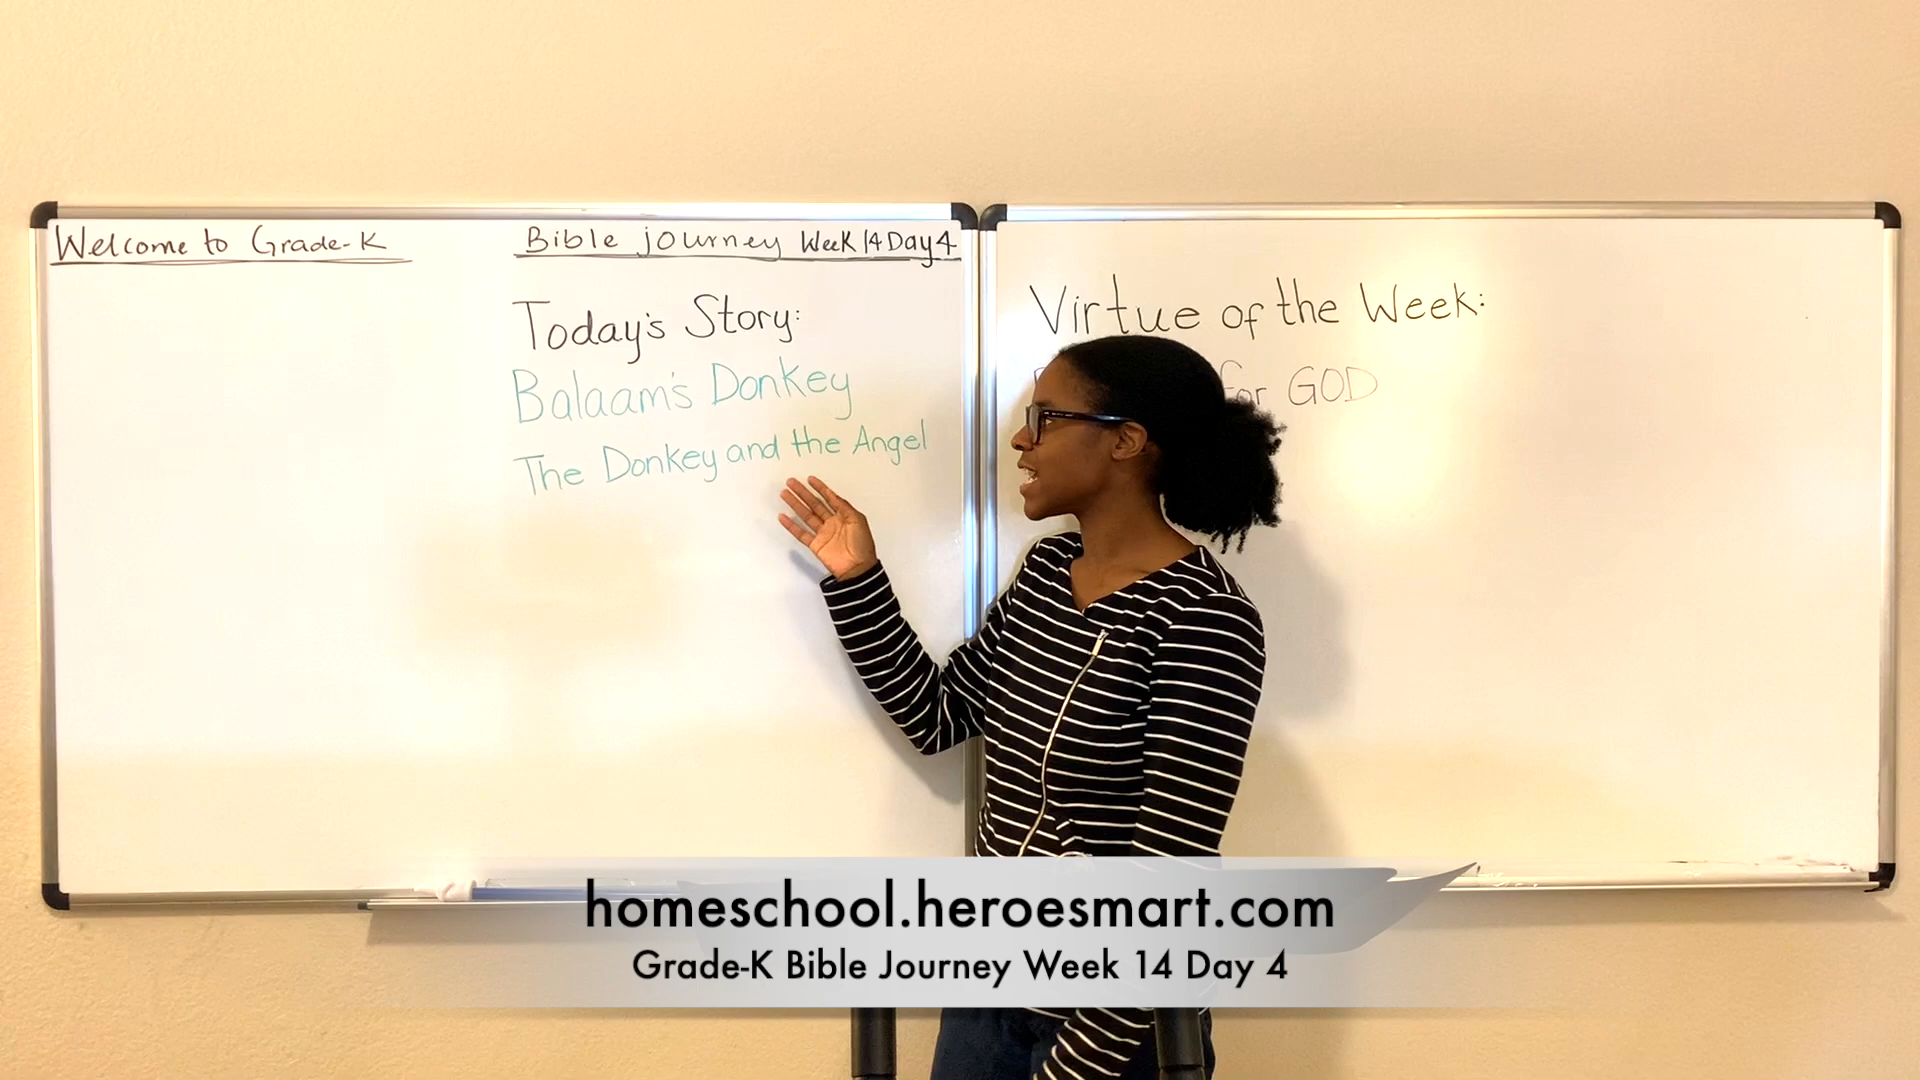 Welcome to Grade-K
Bible journey Week 14 Day 4
Today's Story:
Balaam's Donkey
The Donkey and the Angel
Virtue of the Week:
for GOD
homeschool.heroesmart.com
Grade-K Bible Journey Week 14 Day 4